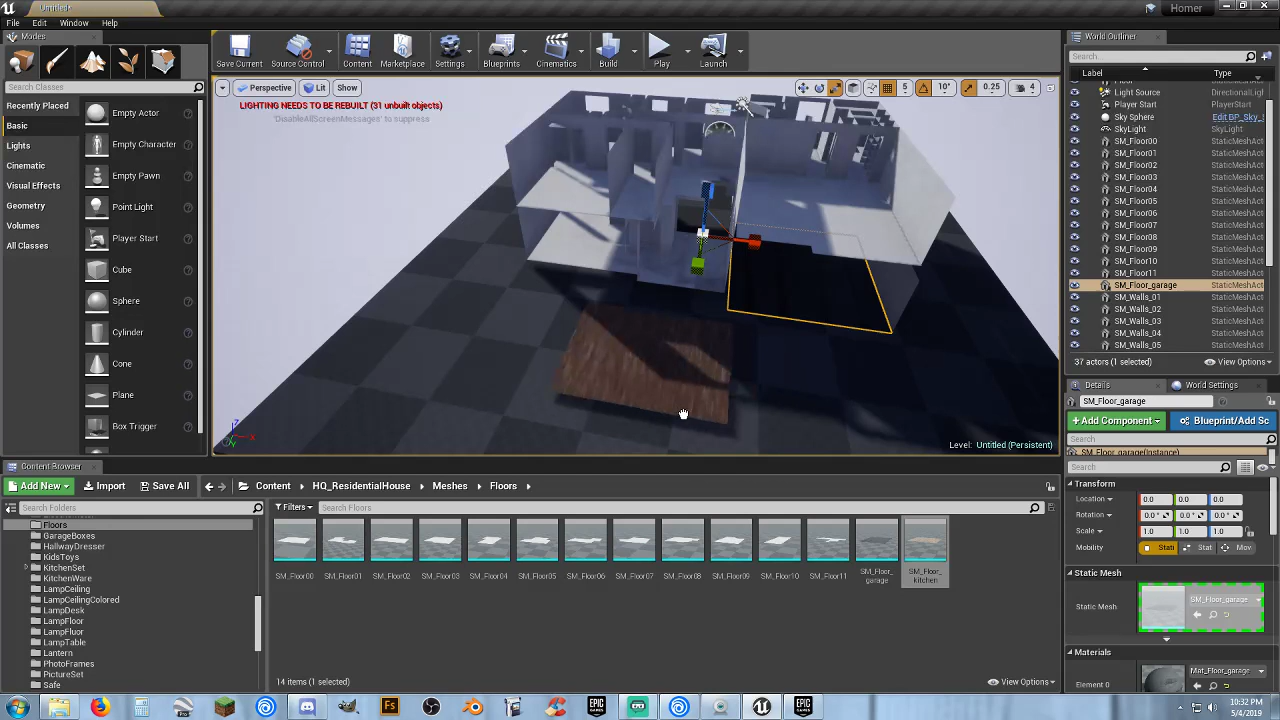 Untitled•
Homer
File Edit Window Help
Modes
World Outliner
Search Classes
Save Current
Source Control
Content
Marketplace
Settings
Blueprints
Cinematics
Build
Play
Launch
Search...
Label Type
Recently Placed
Basic
Lights
Cinematic
Visual Effects
Geometry
Volumes
All Classes
Empty Actor
Empty Character
Empty Pawn
Point Light
Player Start
Cube
Sphere
Cylinder
Cone
Plane
Box Trigger
Perspective Lit Show
5 10° 0.25 4
LIGHTING NEEDS TO BE REBUILT (31 unbuilt objects)
'DisableAllScreenMessages' to suppress
Level: Untitled (Persistent)
Floor StaticMeshAct
Light Source DirectionalLigh
Player Start PlayerStart
Sky Sphere Edit BP_Sky_S
SkyLight SkyLight
SM_Floor00 StaticMeshAct
SM_Floor01 StaticMeshAct
SM_Floor02 StaticMeshAct
SM_Floor03 StaticMeshAct
SM_Floor04 StaticMeshAct
SM_Floor05 StaticMeshAct
SM_Floor06 StaticMeshAct
SM_Floor07 StaticMeshAct
SM_Floor08 StaticMeshAct
SM_Floor09 StaticMeshAct
SM_Floor10 StaticMeshAct
SM_Floor11 StaticMeshAct
SM_Floor_garage StaticMeshAct
SM_Walls_01 StaticMeshAct
SM_Walls_02 StaticMeshAct
SM_Walls_03 StaticMeshAct
SM_Walls_04 StaticMeshAct
SM_Walls_05 StaticMeshAct
37 actors (1 selected) View Options
Details World Settings
SM_Floor_garage
Add Component Blueprint/Add Sc
Search
SM_Floor_garage(Instance)
Search
Transform
Location 0.0 0.0 0.0
Rotation 0.0 ° 0.0 ° 0.0 °
Scale 1.0 1.0 1.0
Mobility Stati Stat Mov
Static Mesh
Static Mesh SM_Floor_garage
Materials
Element 0 Mat_Floor_garage
Content Browser
Add New Import Save All Content HQ_ResidentialHouse Meshes Floors
Search Folders
Filters Search Floors
Floors
GarageBoxes
HallwayDresser
KidsToys
KitchenSet
KitchenWare
LampCeiling
LampCeilingColored
LampDesk
LampFloor
LampFluor
LampTable
Lantern
PhotoFrames
PictureSet
Safe
SM_Floor00 SM_Floor01 SM_Floor02 SM_Floor03 SM_Floor04 SM_Floor05 SM_Floor06 SM_Floor07 SM_Floor08 SM_Floor09 SM_Floor10 SM_Floor11 SM_Floor_garage SM_Floor_kitchen
14 items (1 selected) View Options
Pro
Fs
EPIC GAMES
EPIC GAMES
10:32 PM
5/4/2019